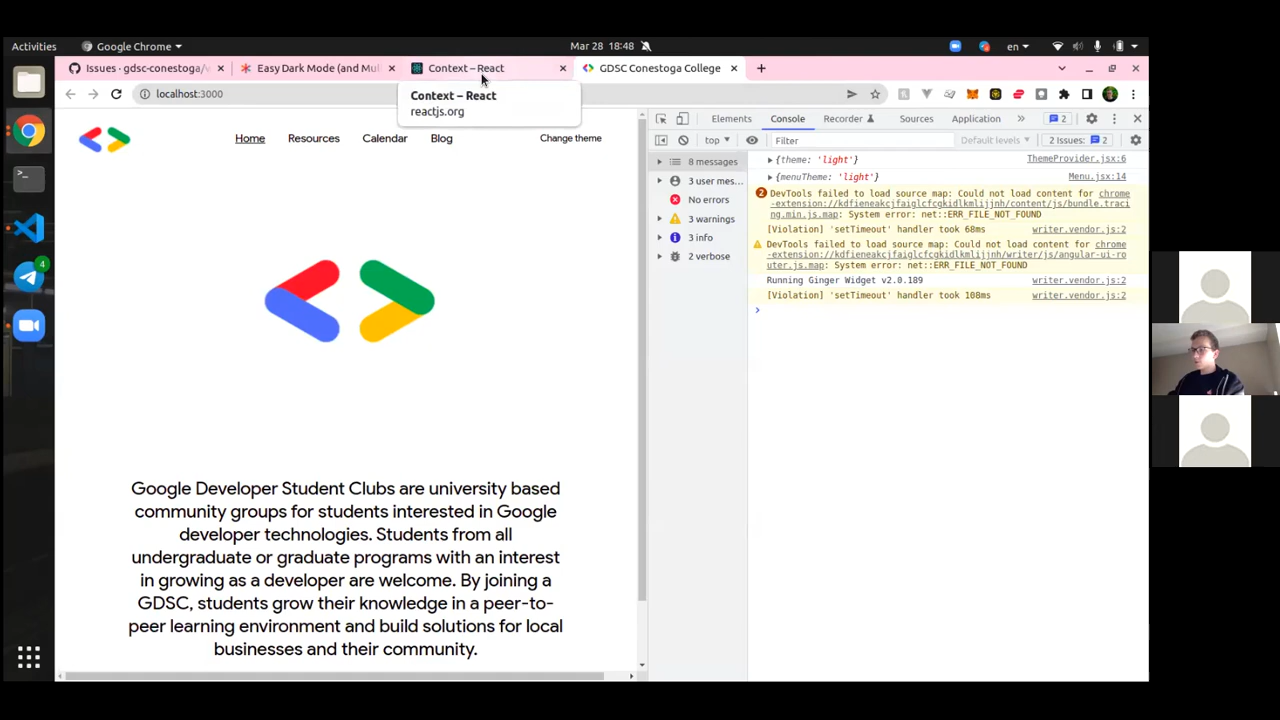 Activities
Google Chrome
Mar 28 18:48
en
Issues · gdsc-conestoga/
Easy Dark Mode (and Mul
Context – React
GDSC Conestoga College
localhost:3000
Context – React
reactjs.org
Home
Resources
Calendar
Blog
Change theme
Google Developer Student Clubs are university based
community groups for students interested in Google
developer technologies. Students from all
undergraduate or graduate programs with an interest
in growing as a developer are welcome. By joining a
GDSC, students grow their knowledge in a peer-to-
peer learning environment and build solutions for local
businesses and their community.
Elements
Console
Recorder
Sources
Application
»
2
top
Filter
Default levels
2 Issues:
2
8 messages
3 user mes...
No errors
3 warnings
3 info
2 verbose
{theme: 'light'}
ThemeProvider.jsx:6
{menuTheme: 'light'}
Menu.jsx:14
2
DevTools failed to load source map: Could not load content for chrome
-extension://kdfieneakcjfaiglcfcgkidlkmlijjnh/content/js/bundle.traci
ng.min.js.map: System error: net::ERR_FILE_NOT_FOUND
[Violation] 'setTimeout' handler took 68ms
writer.vendor.js:2
DevTools failed to load source map: Could not load content for chrome
-extension://kdfieneakcjfaiglcfcgkidlkmlijjnh/writer/js/angular-ui-ro
uter.js.map: System error: net::ERR_FILE_NOT_FOUND
Running Ginger Widget v2.0.189
writer.vendor.js:2
[Violation] 'setTimeout' handler took 108ms
writer.vendor.js:2
4